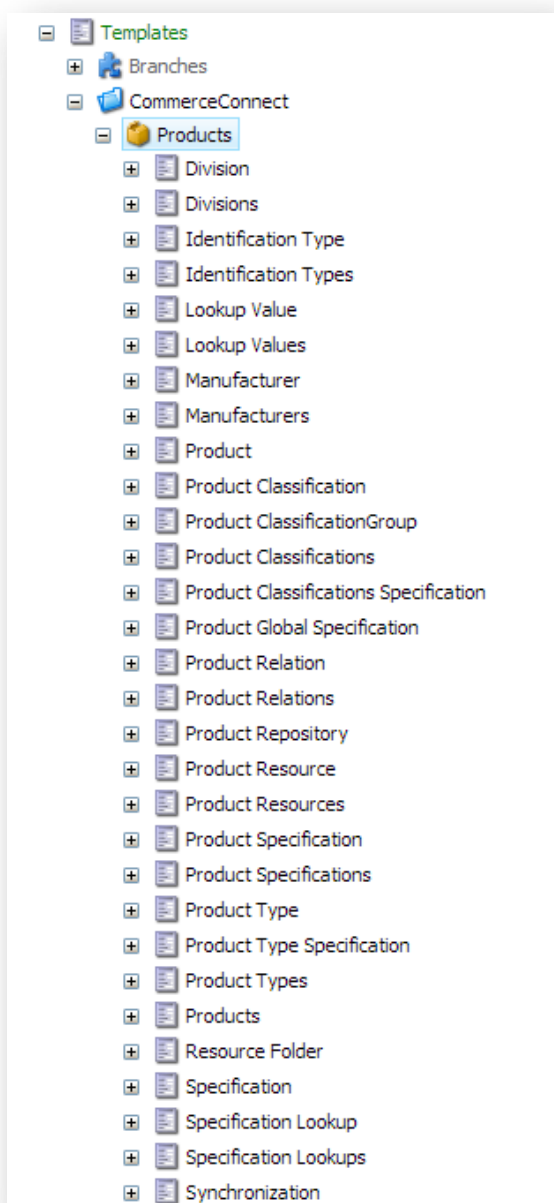 Templates
Branches
CommerceConnect
Products
Division
Divisions
Identification Type
Identification Types
Lookup Value
Lookup Values
Manufacturer
Manufacturers
Product
Product Classification
Product ClassificationGroup
Product Classifications
Product Classifications Specification
Product Global Specification
Product Relation
Product Relations
Product Repository
Product Resource
Product Resources
Product Specification
Product Specifications
Product Type
Product Type Specification
Product Types
Products
Resource Folder
Specification
Specification Lookup
Specification Lookups
Synchronization